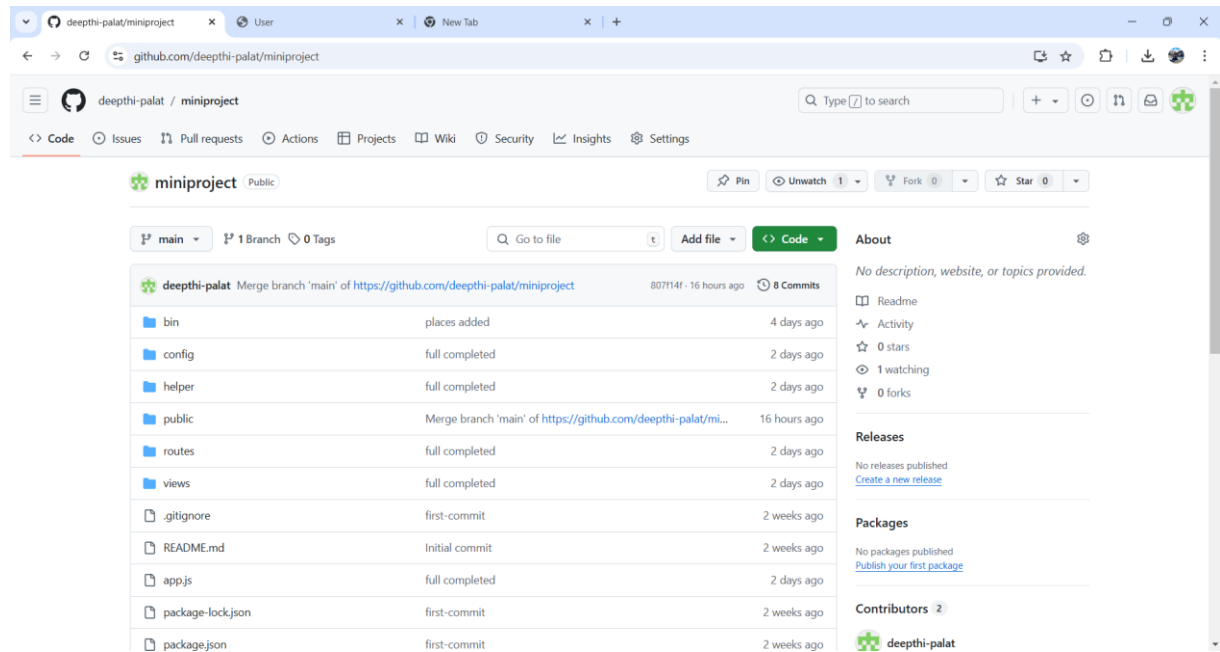 deepthi-palat/miniproject User New Tab
github.com/deepthi-palat/miniproject
deepthi-palat / miniproject Type / to search
Code Issues Pull requests Actions Projects Wiki Security Insights Settings
miniproject Public Pin Unwatch 1 Fork 0 Star 0
main 1 Branch 0 Tags Go to file t Add file Code About
No description, website, or topics provided.
deepthi-palat Merge branch 'main' of https://github.com/deepthi-palat/miniproject 807f14f · 16 hours ago 8 Commits
Readme
bin places added 4 days ago
Activity
config full completed 2 days ago
0 stars
1 watching
helper full completed 2 days ago
0 forks
public Merge branch 'main' of https://github.com/deepthi-palat/mi... 16 hours ago
Releases
routes full completed 2 days ago
No releases published
Create a new release
views full completed 2 days ago
.gitignore first-commit 2 weeks ago
Packages
README.md Initial commit 2 weeks ago
No packages published
Publish your first package
app.js full completed 2 days ago
package-lock.json first-commit 2 weeks ago
Contributors 2
package.json first-commit 2 weeks ago
deepthi-palat